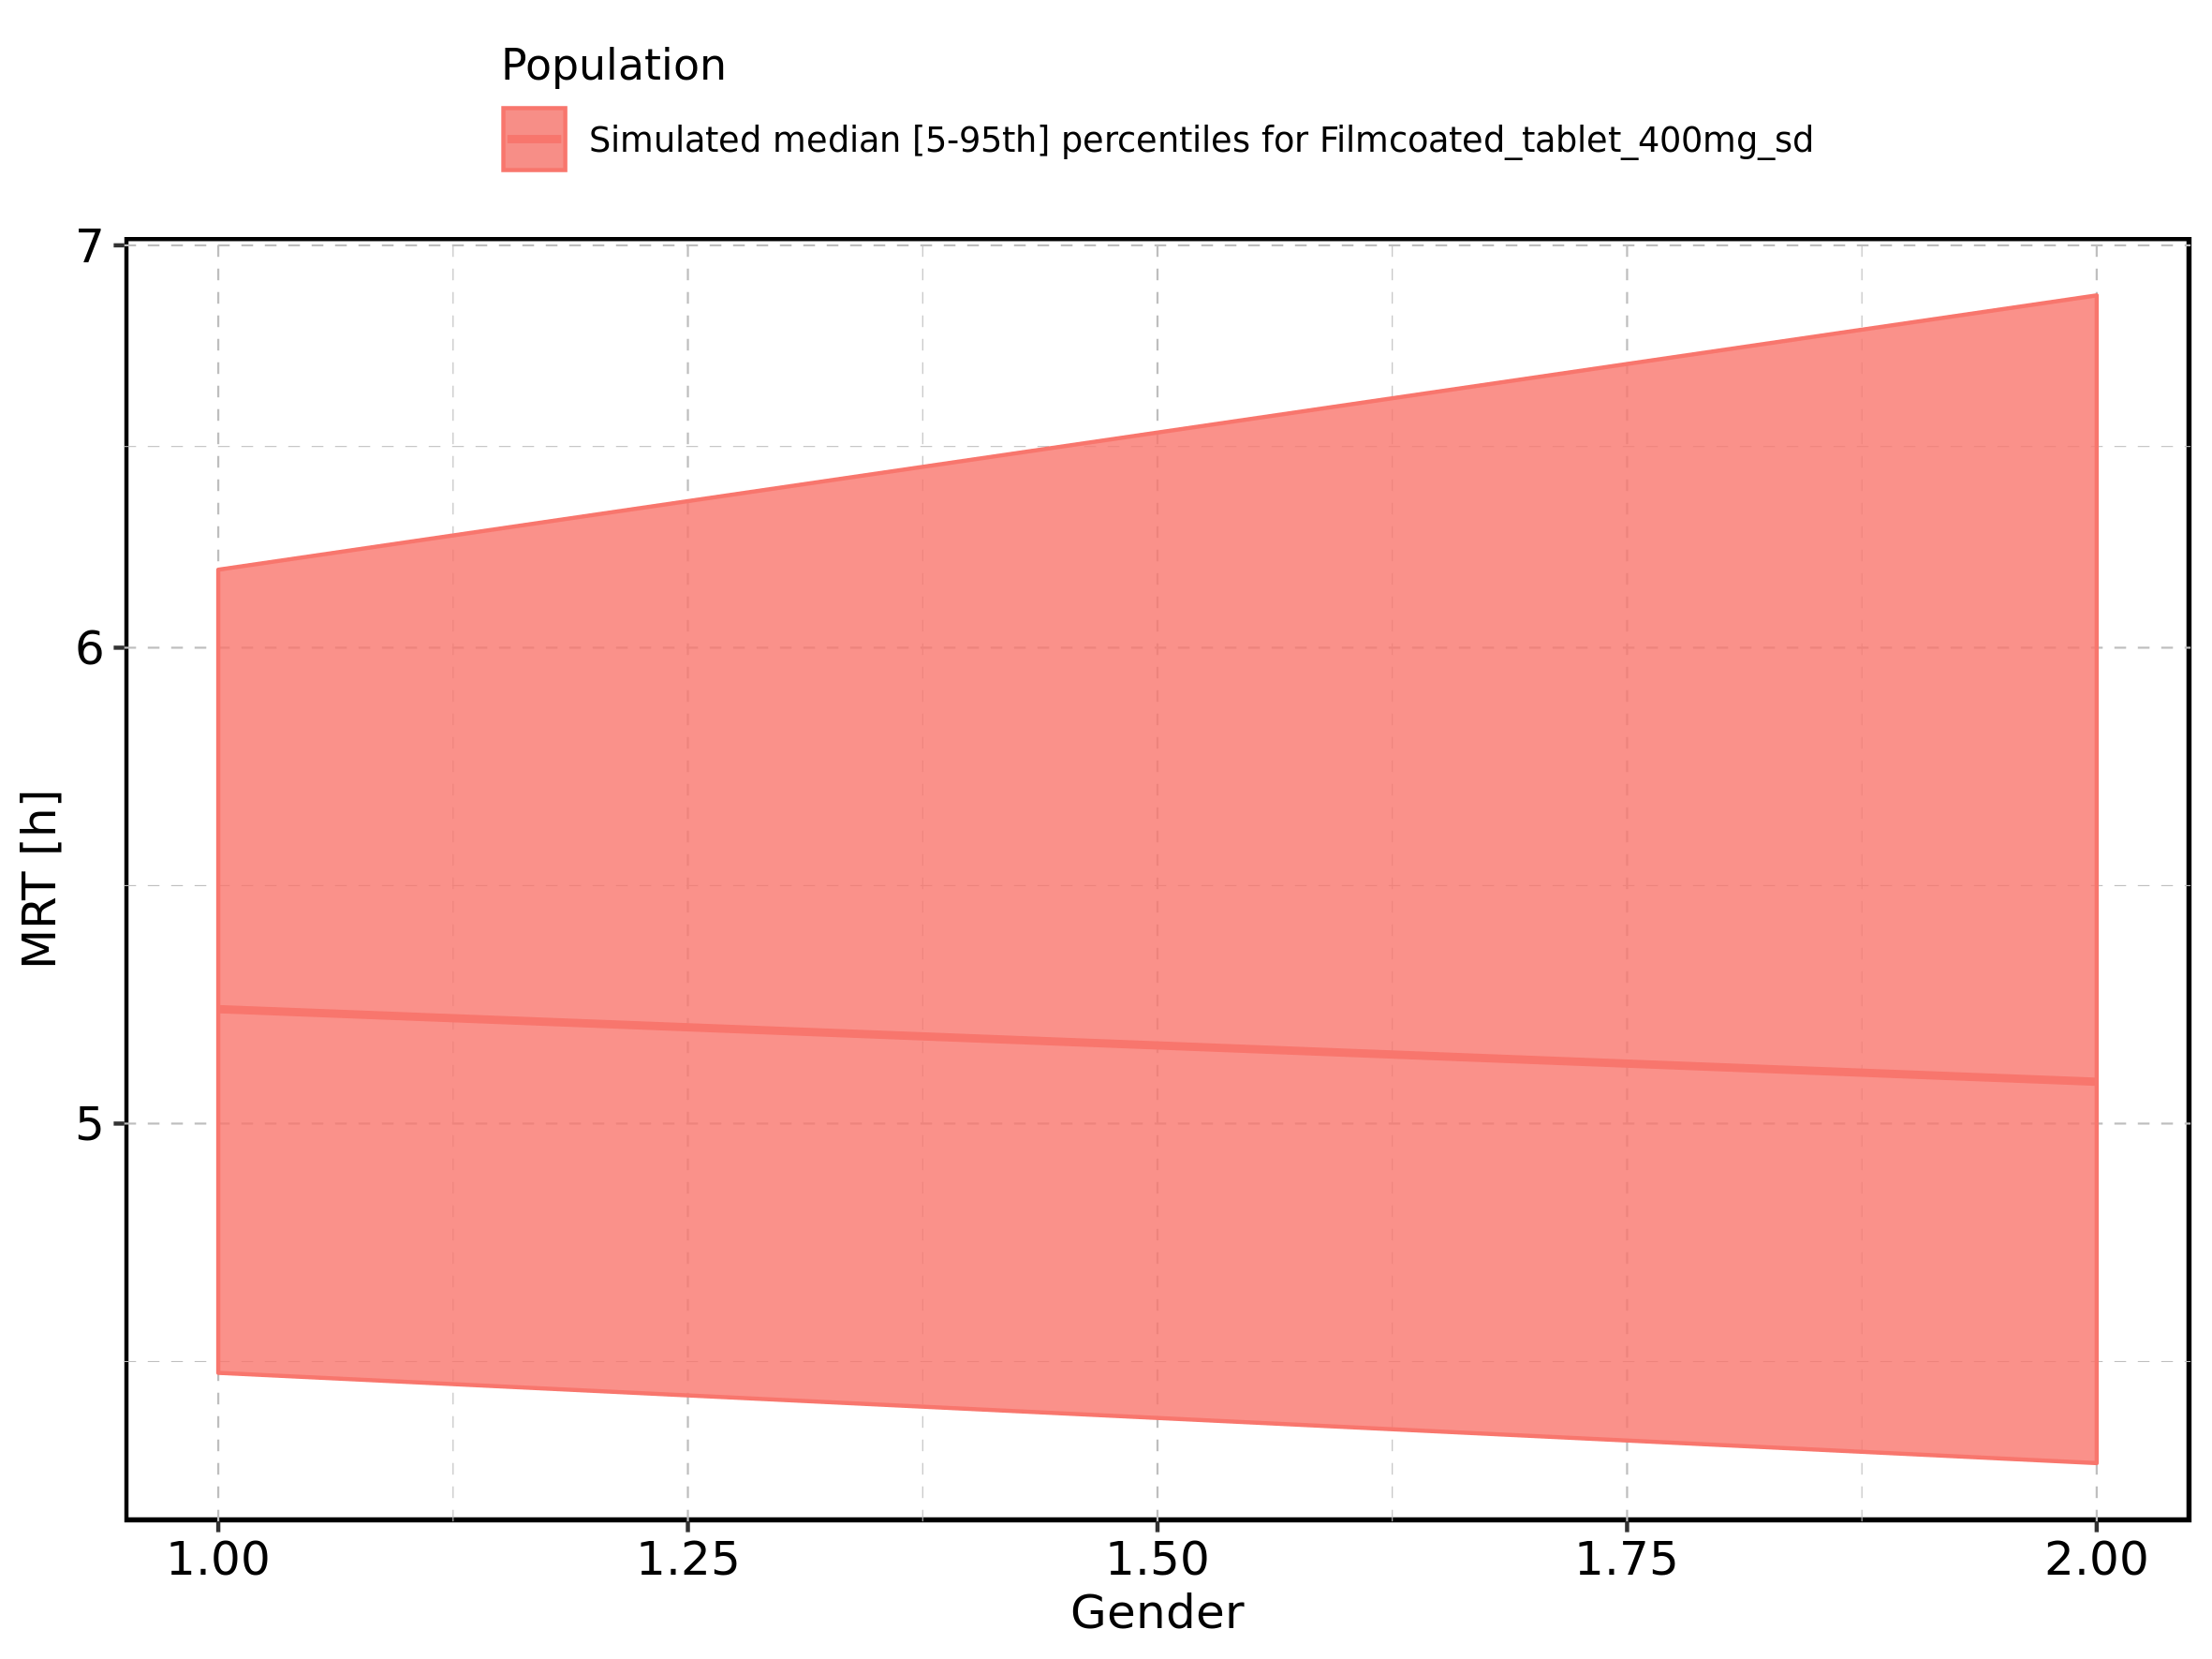 Population
Simulated median [5-95th] percentiles for Filmcoated_tablet_400mg_sd
7
6
5
MRT [h]
1.00 1.25 1.50 1.75 2.00
Gender